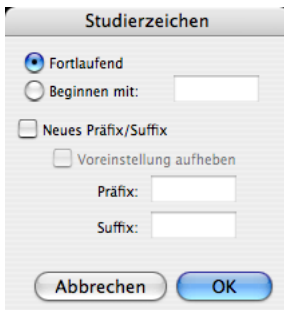 Studierzeichen
Fortlaufend
Beginnen mit:
Neues Präfix/Suffix
Voreinstellung aufheben
Präfix:
Suffix:
Abbrechen OK